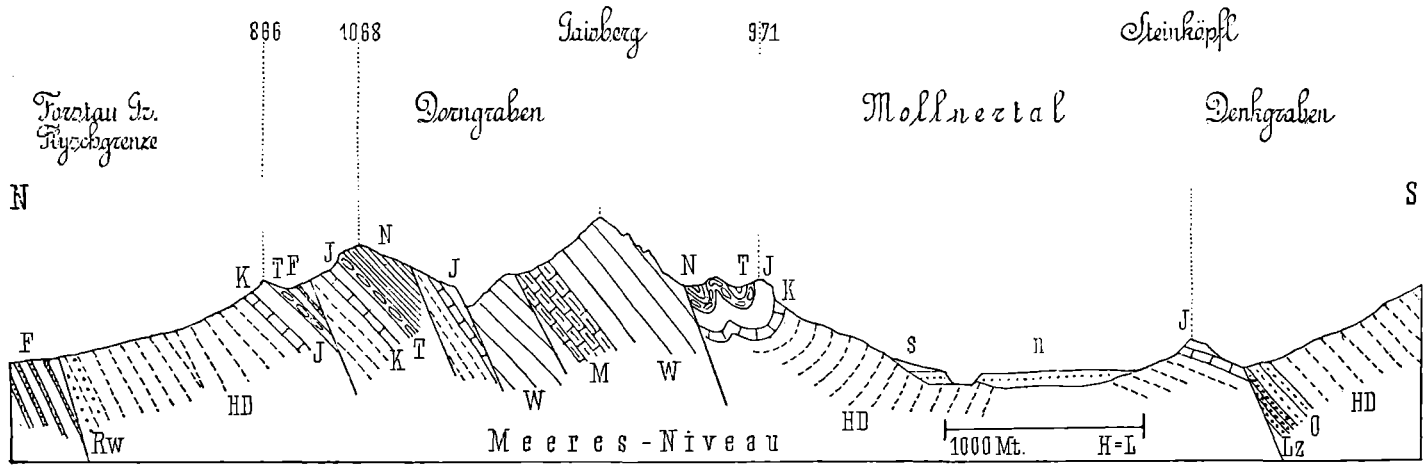 866 1068 Gaisberg 971 Steinköpfl
Forstau Gr.
Flyschgrenze
Dorngraben Mollnertal Denkgraben
N S
K T F J N J N T J K J
F J K T W M W S n
HD HD HD
Rw Meeres-Niveau 1000 Mt. H=L Lz O